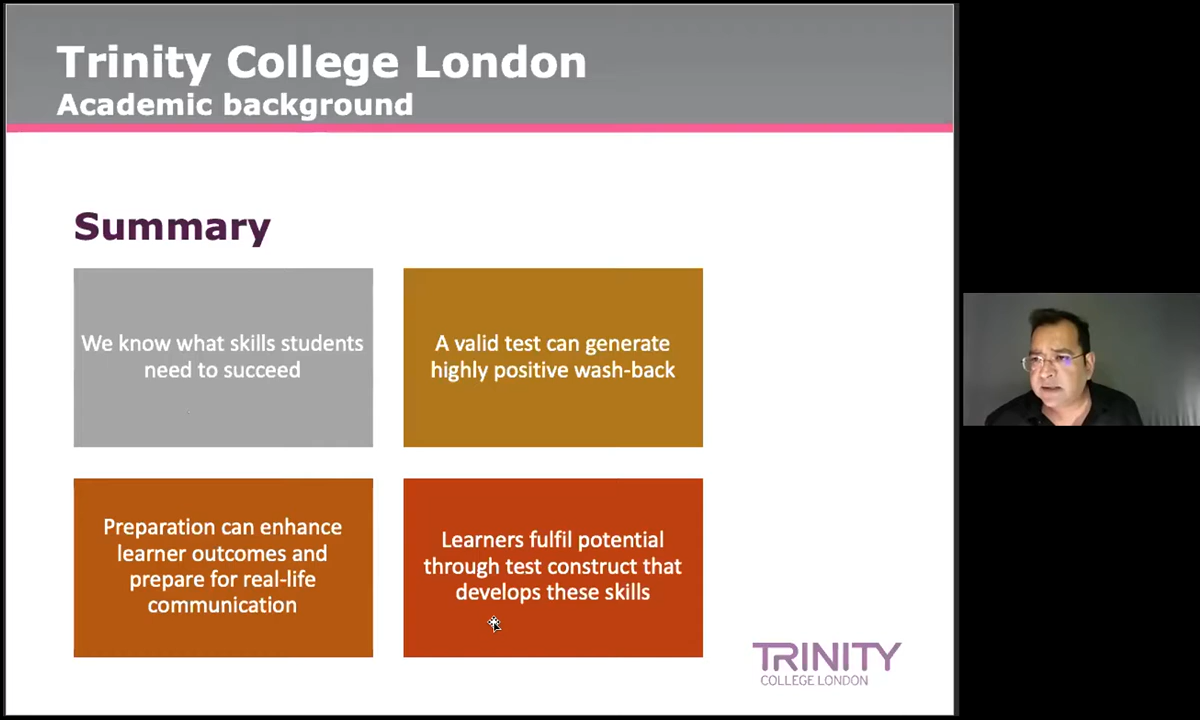 Trinity College London
Academic background
Summary
We know what skills students
need to succeed
A valid test can generate
highly positive wash-back
Preparation can enhance
learner outcomes and
prepare for real-life
communication
Learners fulfil potential
through test construct that
develops these skills
TRINITY
COLLEGE LONDON